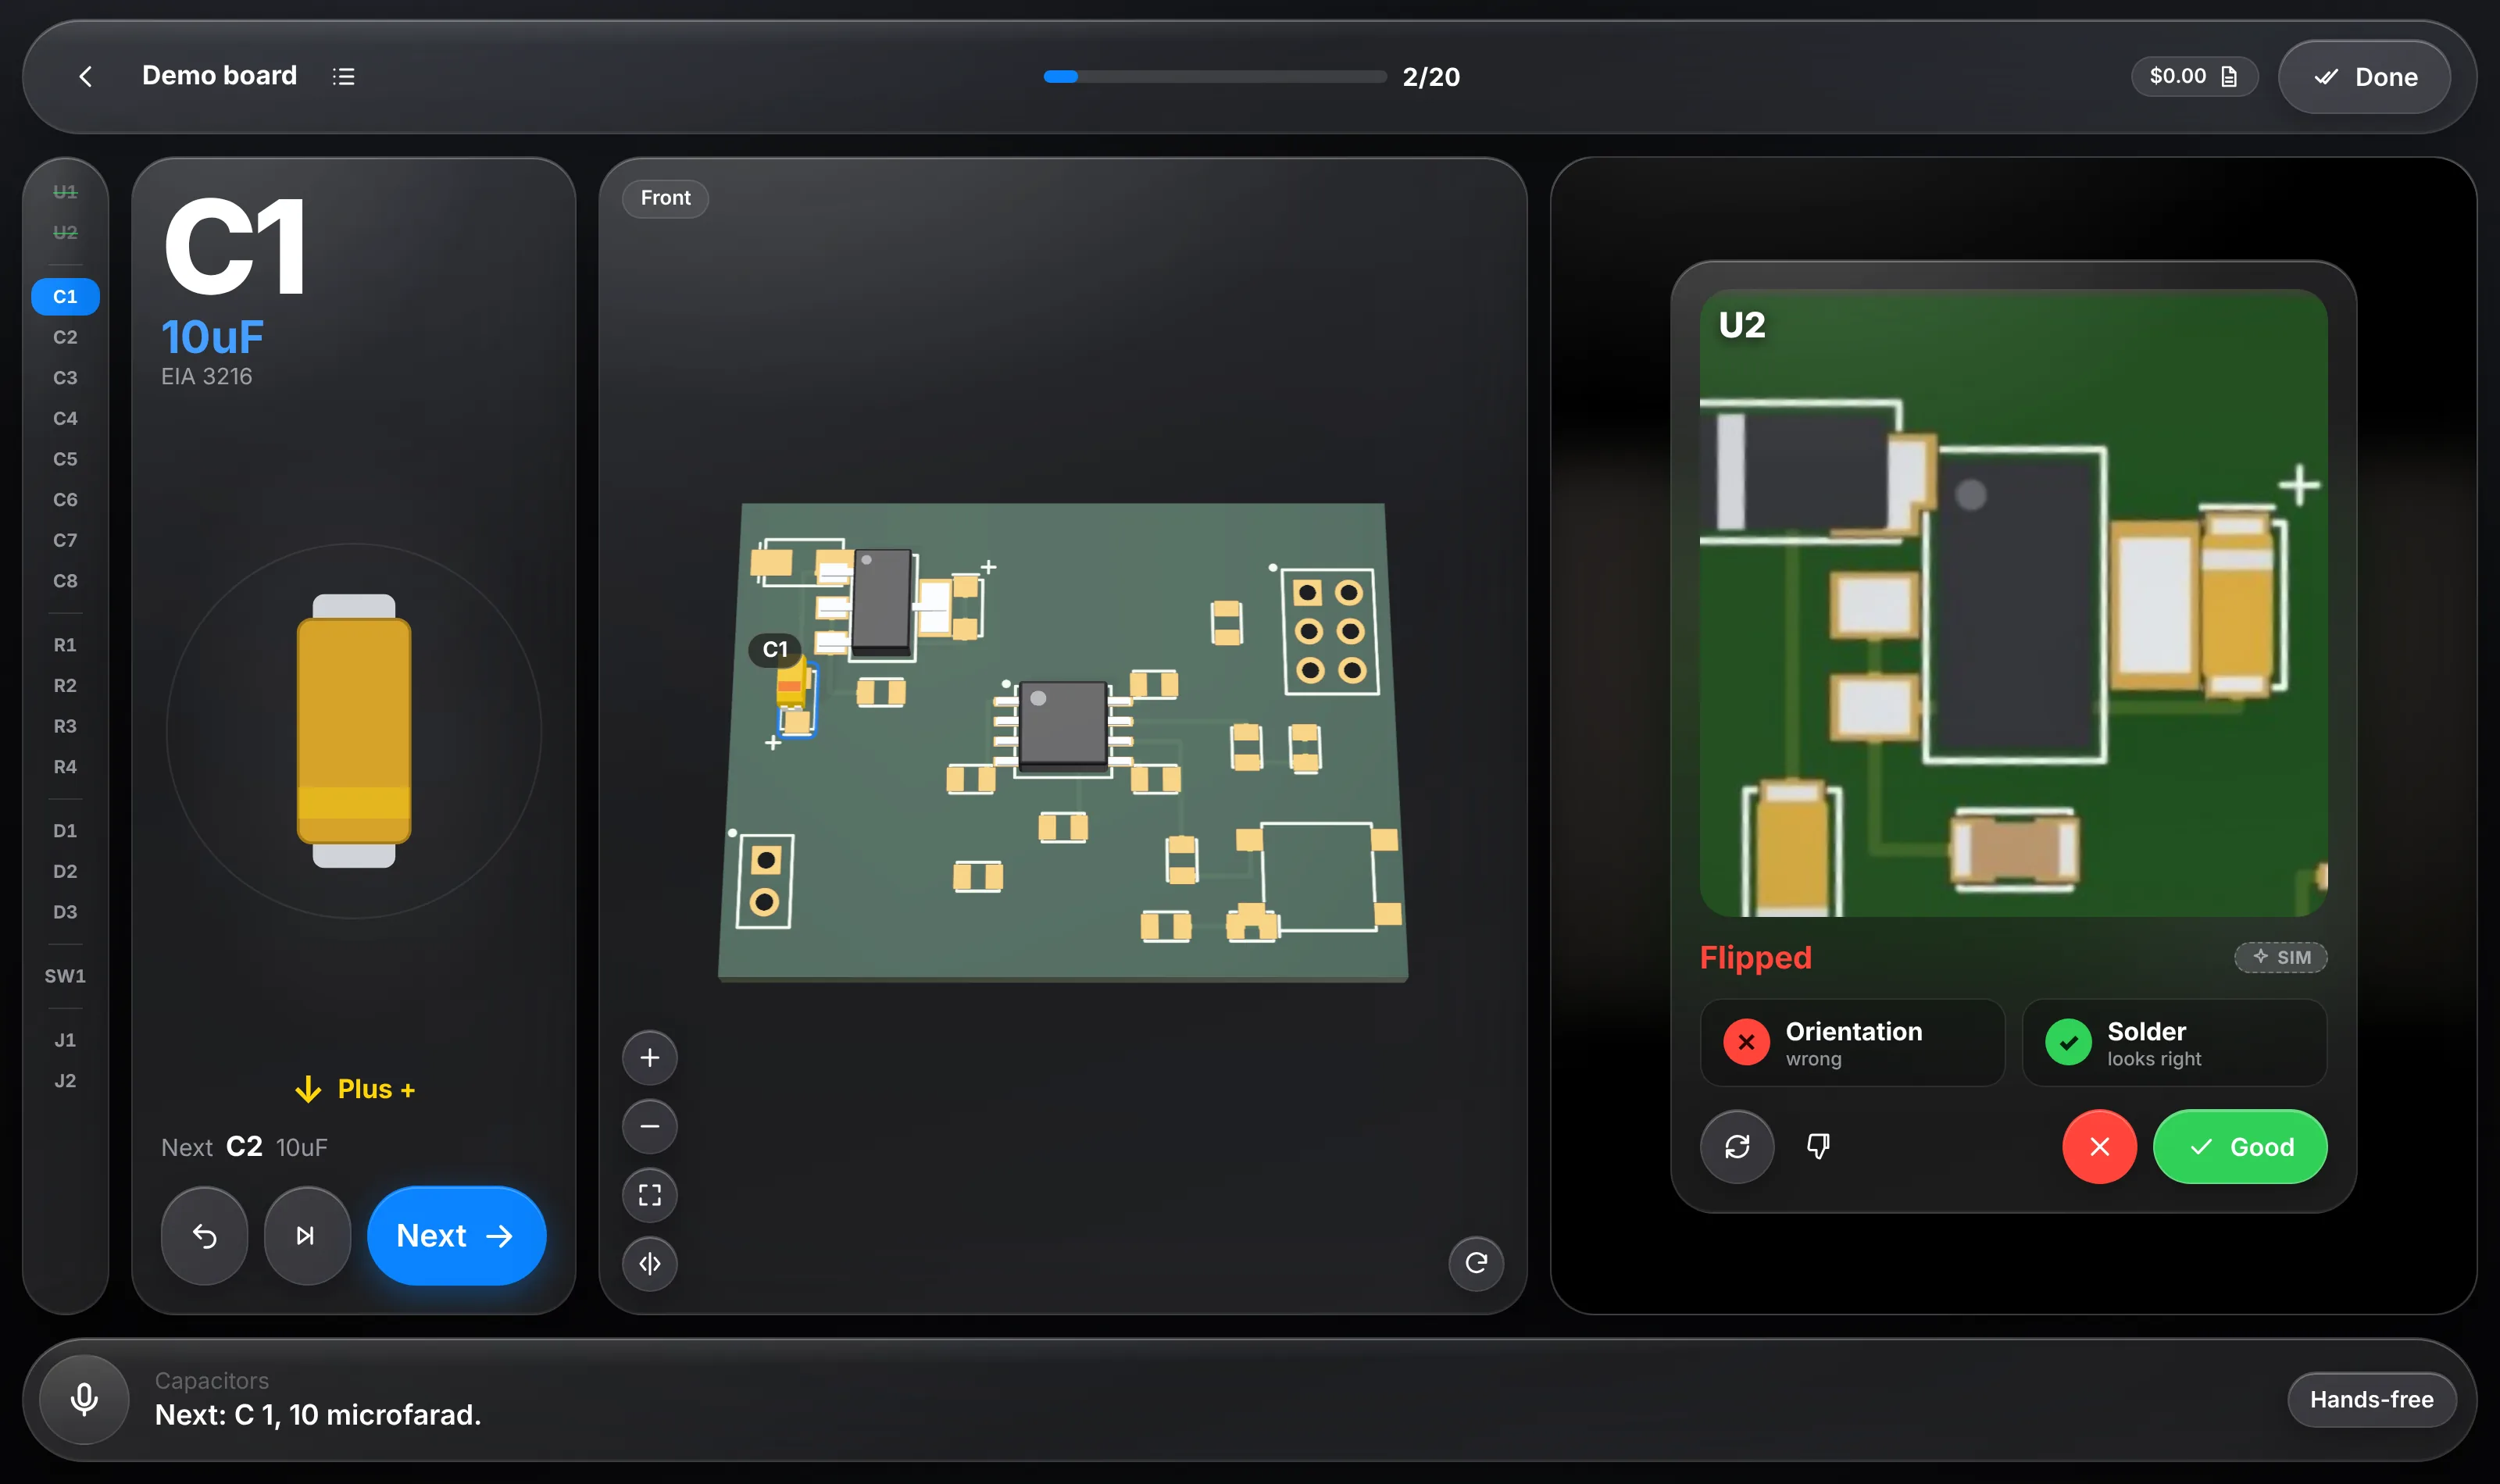 Demo board
2/20
$0.00
Done
U1
U2
C1
C2
C3
C4
C5
C6
C7
C8
R1
R2
R3
R4
D1
D2
D3
SW1
J1
J2
C1
10uF
EIA 3216
Plus +
Next C2 10uF
Next
Front
C1
U2
Flipped
SIM
Orientation
wrong
Solder
looks right
Good
Capacitors
Next: C 1, 10 microfarad.
Hands-free